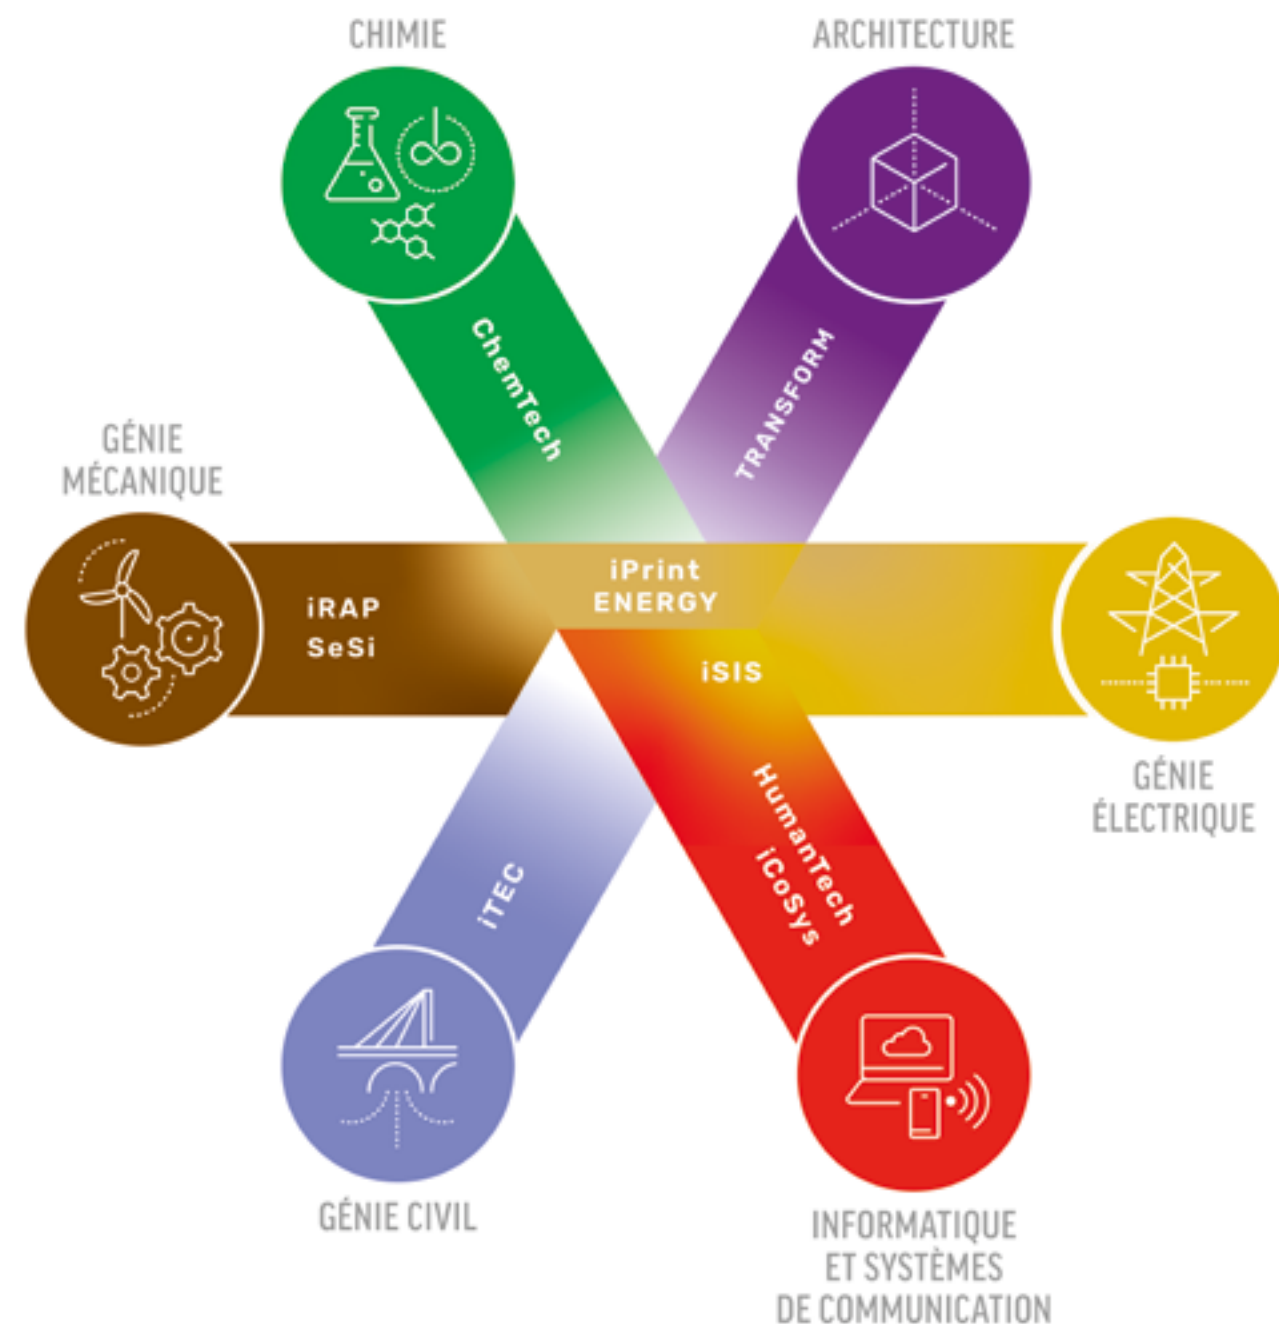 CHIMIE
ARCHITECTURE
ChemTech
TRANSFORM
GÉNIE
MÉCANIQUE
iRAP
SeSi
iPrint
ENERGY
iSIS
GÉNIE
ÉLECTRIQUE
HumanTech
iCoSys
iTEC
GÉNIE CIVIL
INFORMATIQUE
ET SYSTÈMES
DE COMMUNICATION